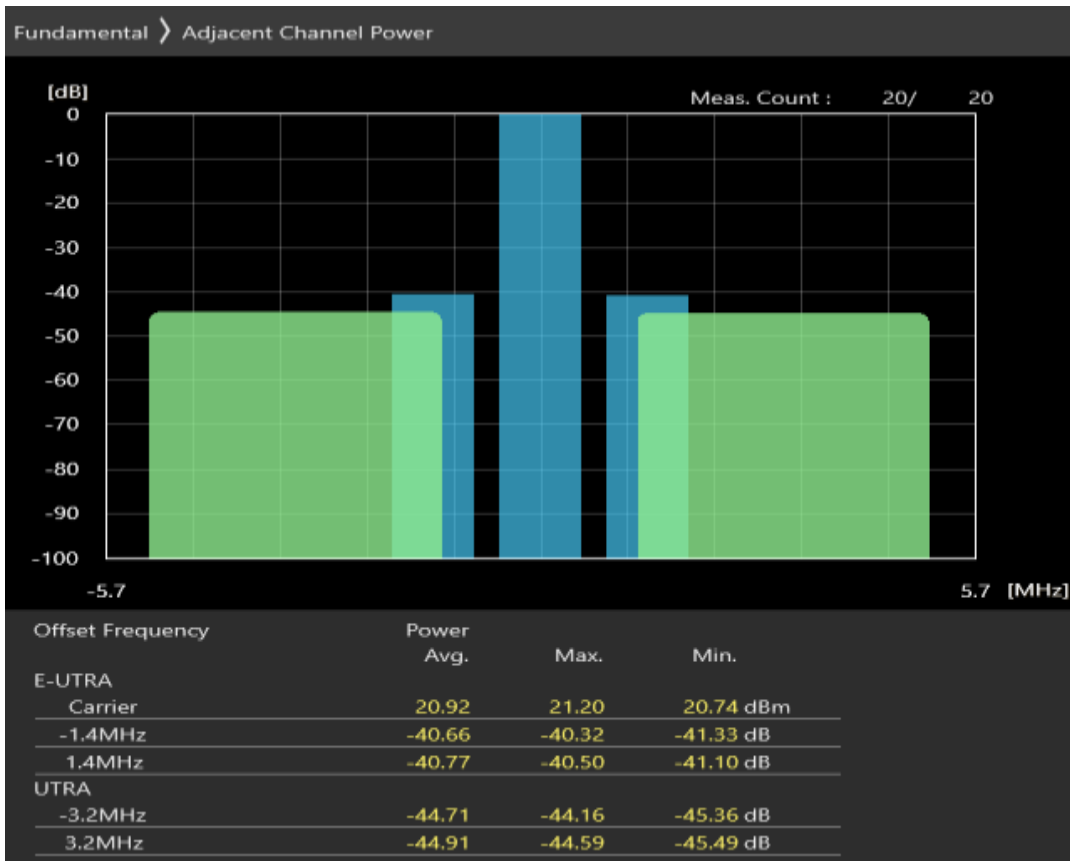 Fundamental 〉 Adjacent Channel Power
[dB]
Meas. Count : 20/ 20
0
-10
-20
-30
-40
-50
-60
-70
-80
-90
-100
-5.7 5.7 [MHz]
Offset Frequency Power
Avg. Max. Min.
E-UTRA
Carrier 20.92 21.20 20.74 dBm
-1.4MHz -40.66 -40.32 -41.33 dB
1.4MHz -40.77 -40.50 -41.10 dB
UTRA
-3.2MHz -44.71 -44.16 -45.36 dB
3.2MHz -44.91 -44.59 -45.49 dB